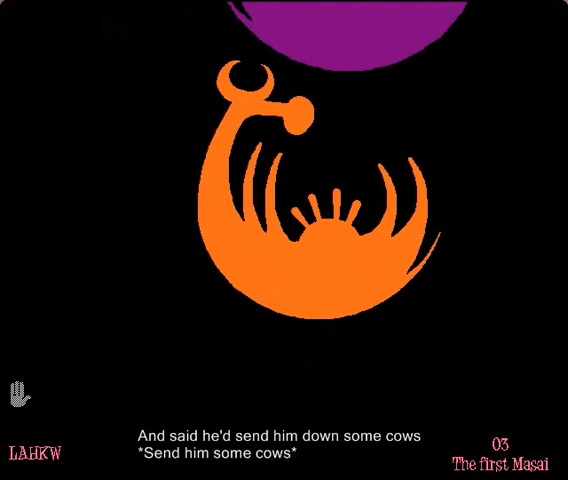 And said he'd send him down some cows
*Send him some cows*
LAHKW
03
The first Masai